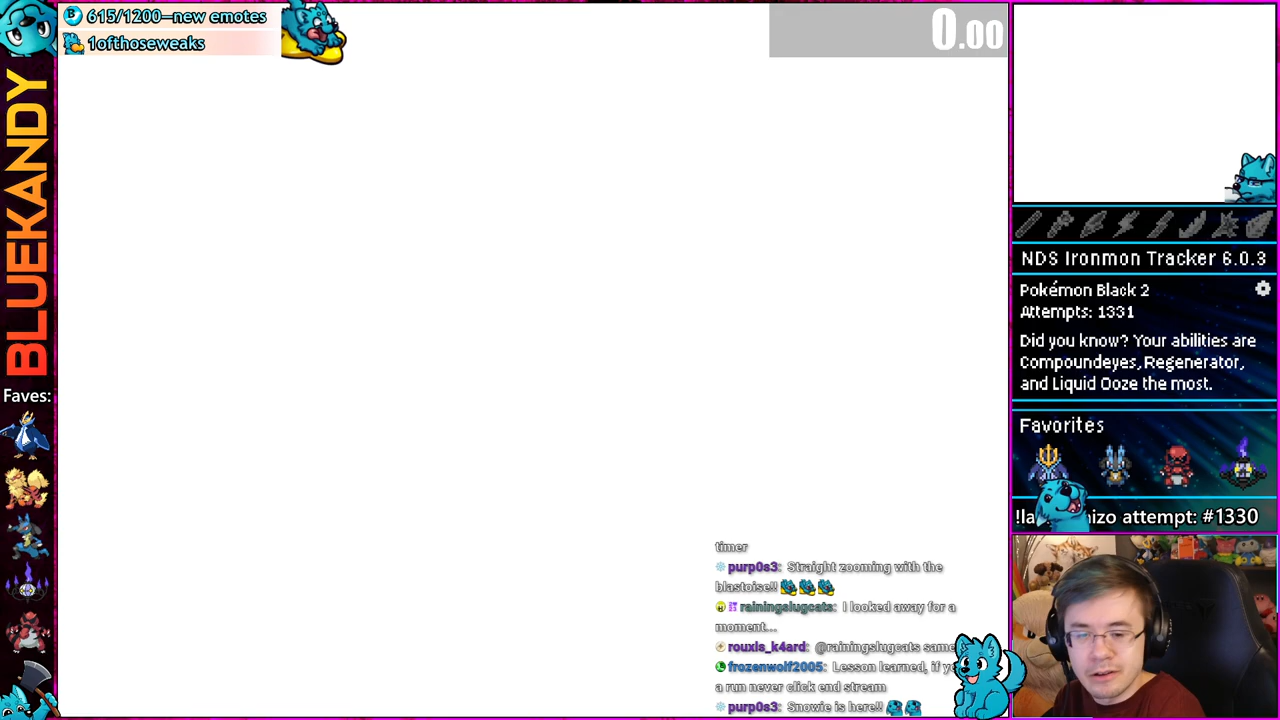 615/1200-new emotes
1ofthoseweaks
BLUEKANDY
Faves:
0.00
NDS Ironmon Tracker 6.0.3
Pokémon Black 2
Attempts: 1331
Did you know? Your abilities are
Compoundeyes, Regenerator,
and Liquid Ooze the most.
Favorites
izo attempt: #1330
timer
purp0s3: Straight zooming with the
blastoise!!
rainingslugcats: I looked away for a
moment...
rouxls_k4ard: @rainingslugcats same
frozenwolf2005: Lesson learned, if
a run never click end stream
purp0s3: Snowie is here!!